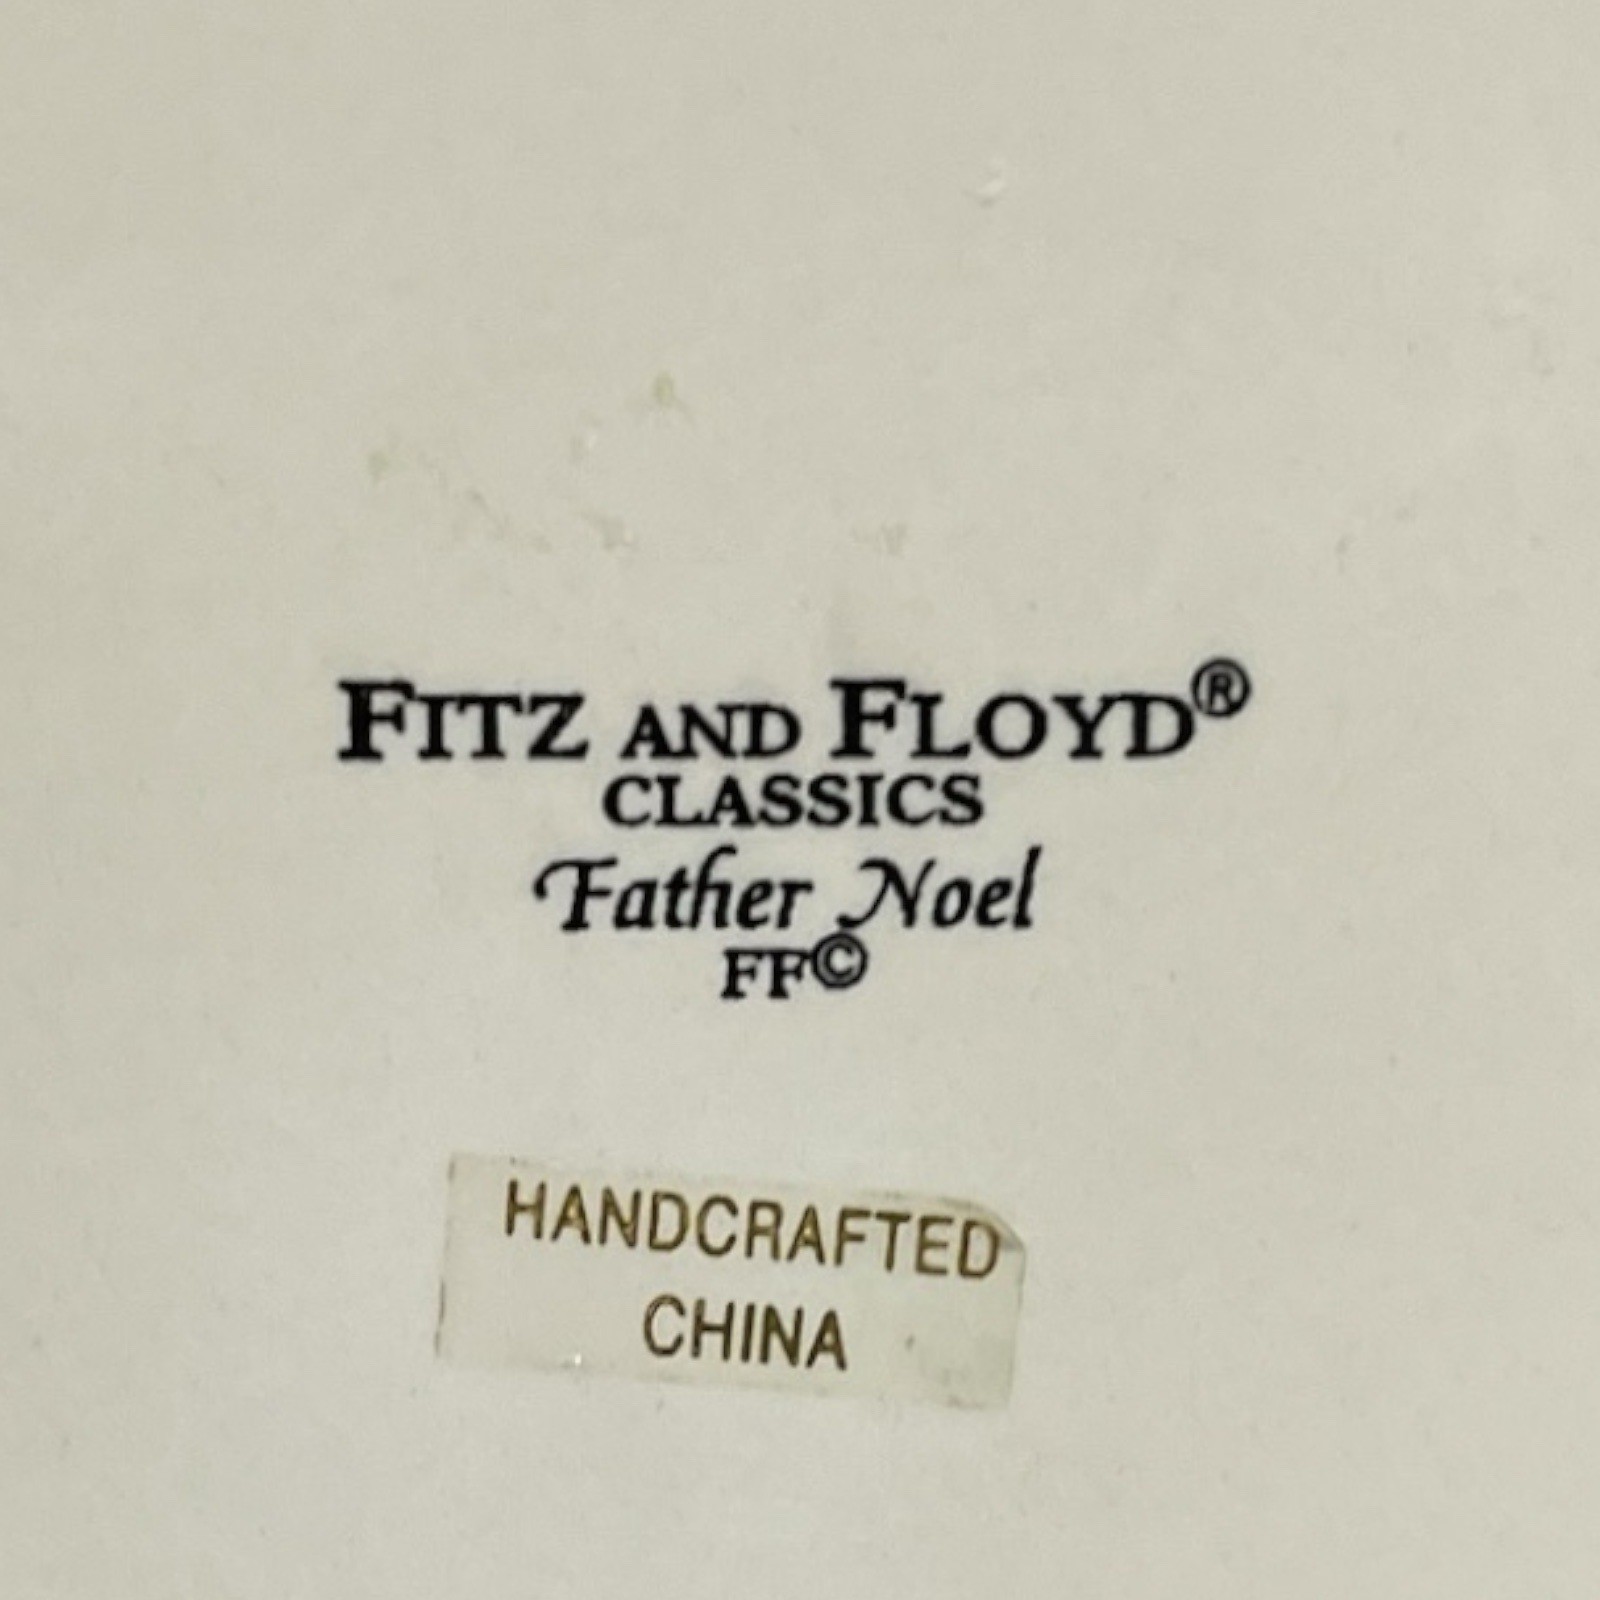 FITZ AND FLOYD®
CLASSICS
Father Noel
FF©
HANDCRAFTED
CHINA